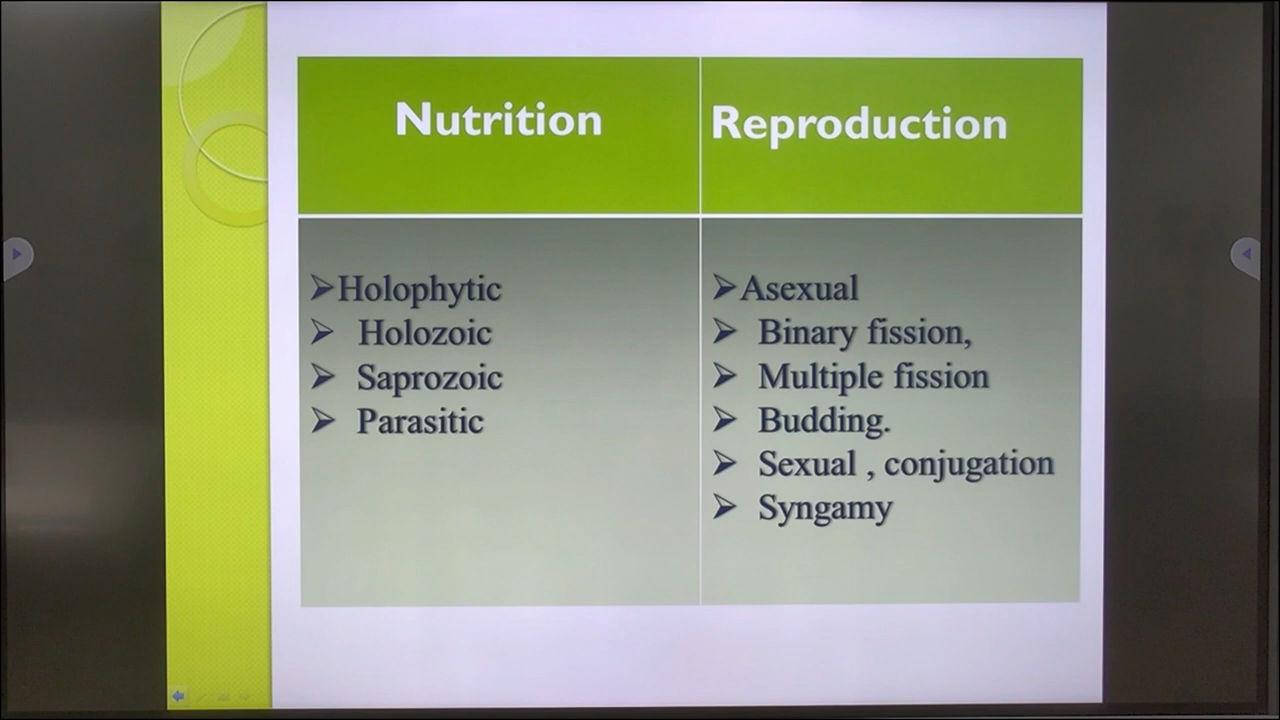 Nutrition
Reproduction
➢Holophytic
➢ Holozoic
➢ Saprozoic
➢ Parasitic
➢Asexual
➢ Binary fission,
➢ Multiple fission
➢ Budding.
➢ Sexual , conjugation
➢ Syngamy